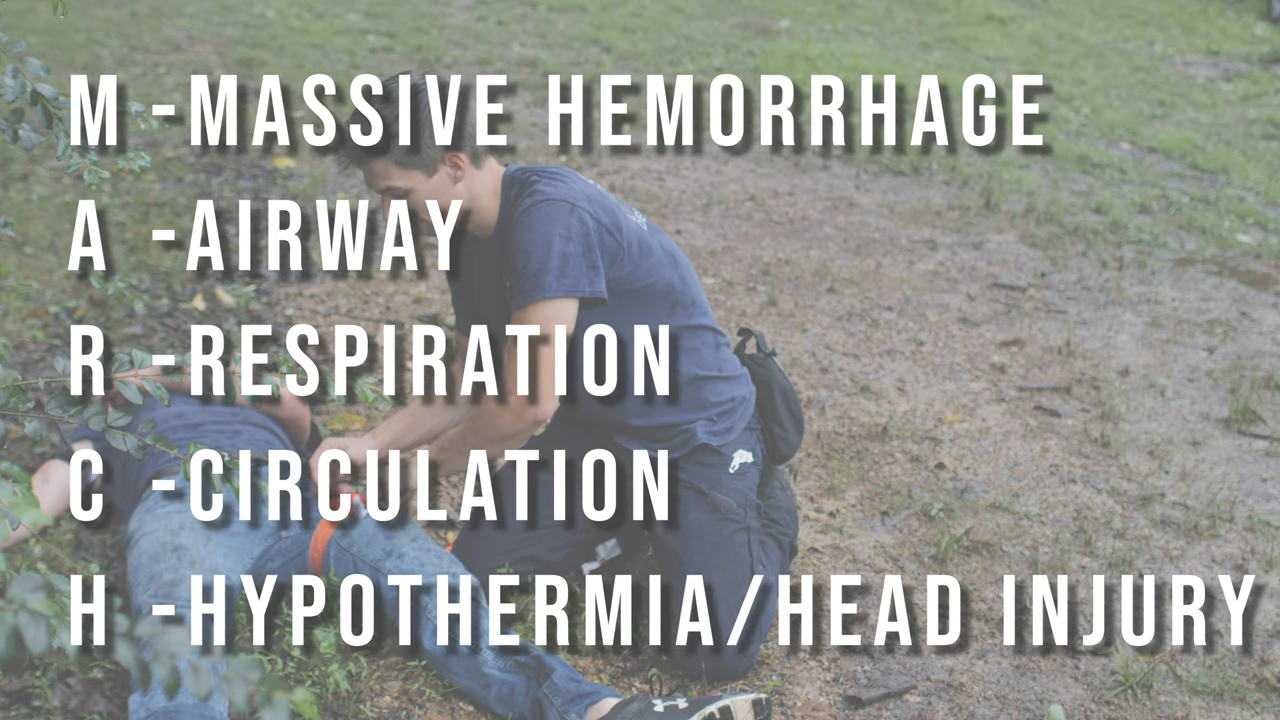 M -MASSIVE HEMORRHAGE
A -AIRWAY
R -RESPIRATION
C -CIRCULATION
H -HYPOTHERMIA/HEAD INJURY